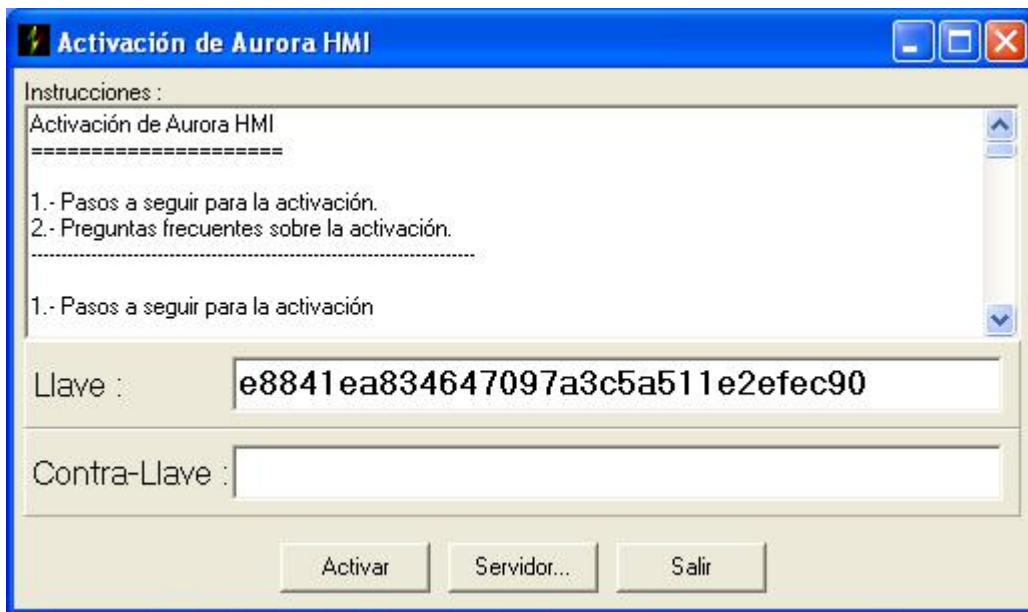 Activación de Aurora HMI
Instrucciones :
Activación de Aurora HMI
=====================
1.- Pasos a seguir para la activación.
2.- Preguntas frecuentes sobre la activación.
--------------------------------------------------------------------------
1.- Pasos a seguir para la activación
Llave : e8841ea834647097a3c5a511e2efec90
Contra-Llave :
Activar Servidor... Salir